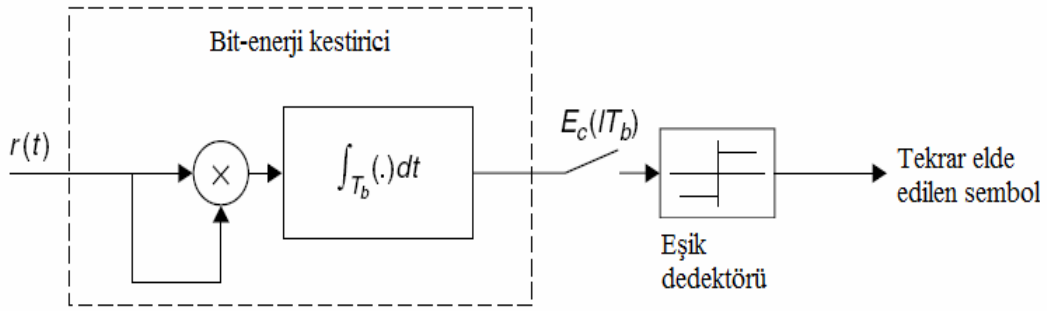 Bit-enerji kestirici
r(t)
×
∫_{T_b}(.)dt
E_c(lT_b)
Tekrar elde
edilen sembol
Eşik
dedektörü